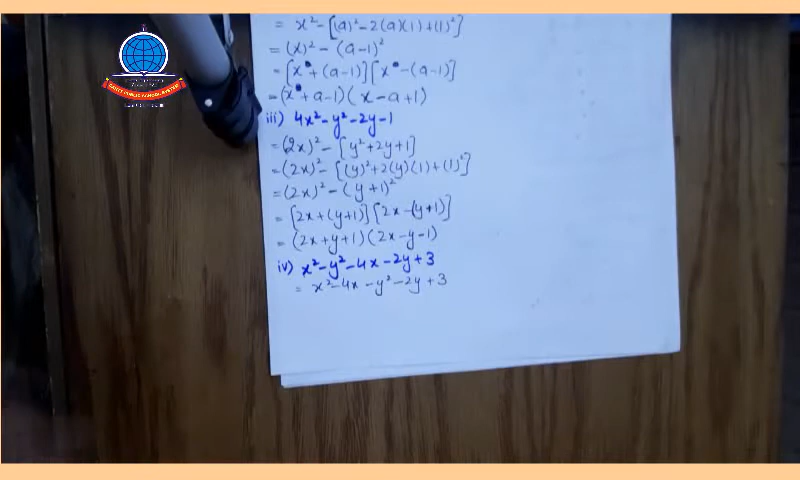 = x² - [(a)² - 2(a)(1) + (1)²]
= (x)² - (a-1)²
= [x + (a-1)] [x - (a-1)]
= (x + a-1) (x - a + 1)
iii) 4x² - y² - 2y - 1
= (2x)² - [y² + 2y + 1]
= (2x)² - [(y)² + 2(y)(1) + (1)²]
= (2x)² - (y+1)²
= [2x + (y+1)] [2x - (y+1)]
= (2x + y + 1) (2x - y - 1)
iv) x² - y² - 4x - 2y + 3
= x² - 4x - y² - 2y + 3